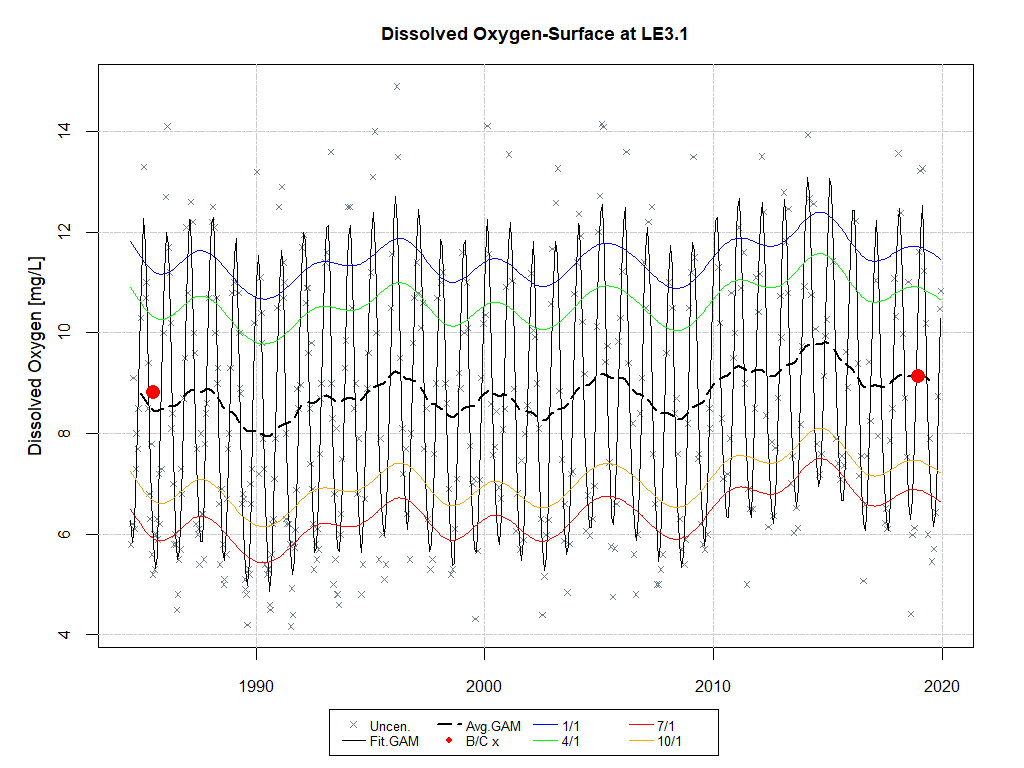 Dissolved Oxygen-Surface at LE3.1
Dissolved Oxygen [mg/L]
14
12
10
8
6
4
1990 2000 2010 2020
Uncen. Avg.GAM 1/1 7/1
Fit.GAM B/C x 4/1 10/1